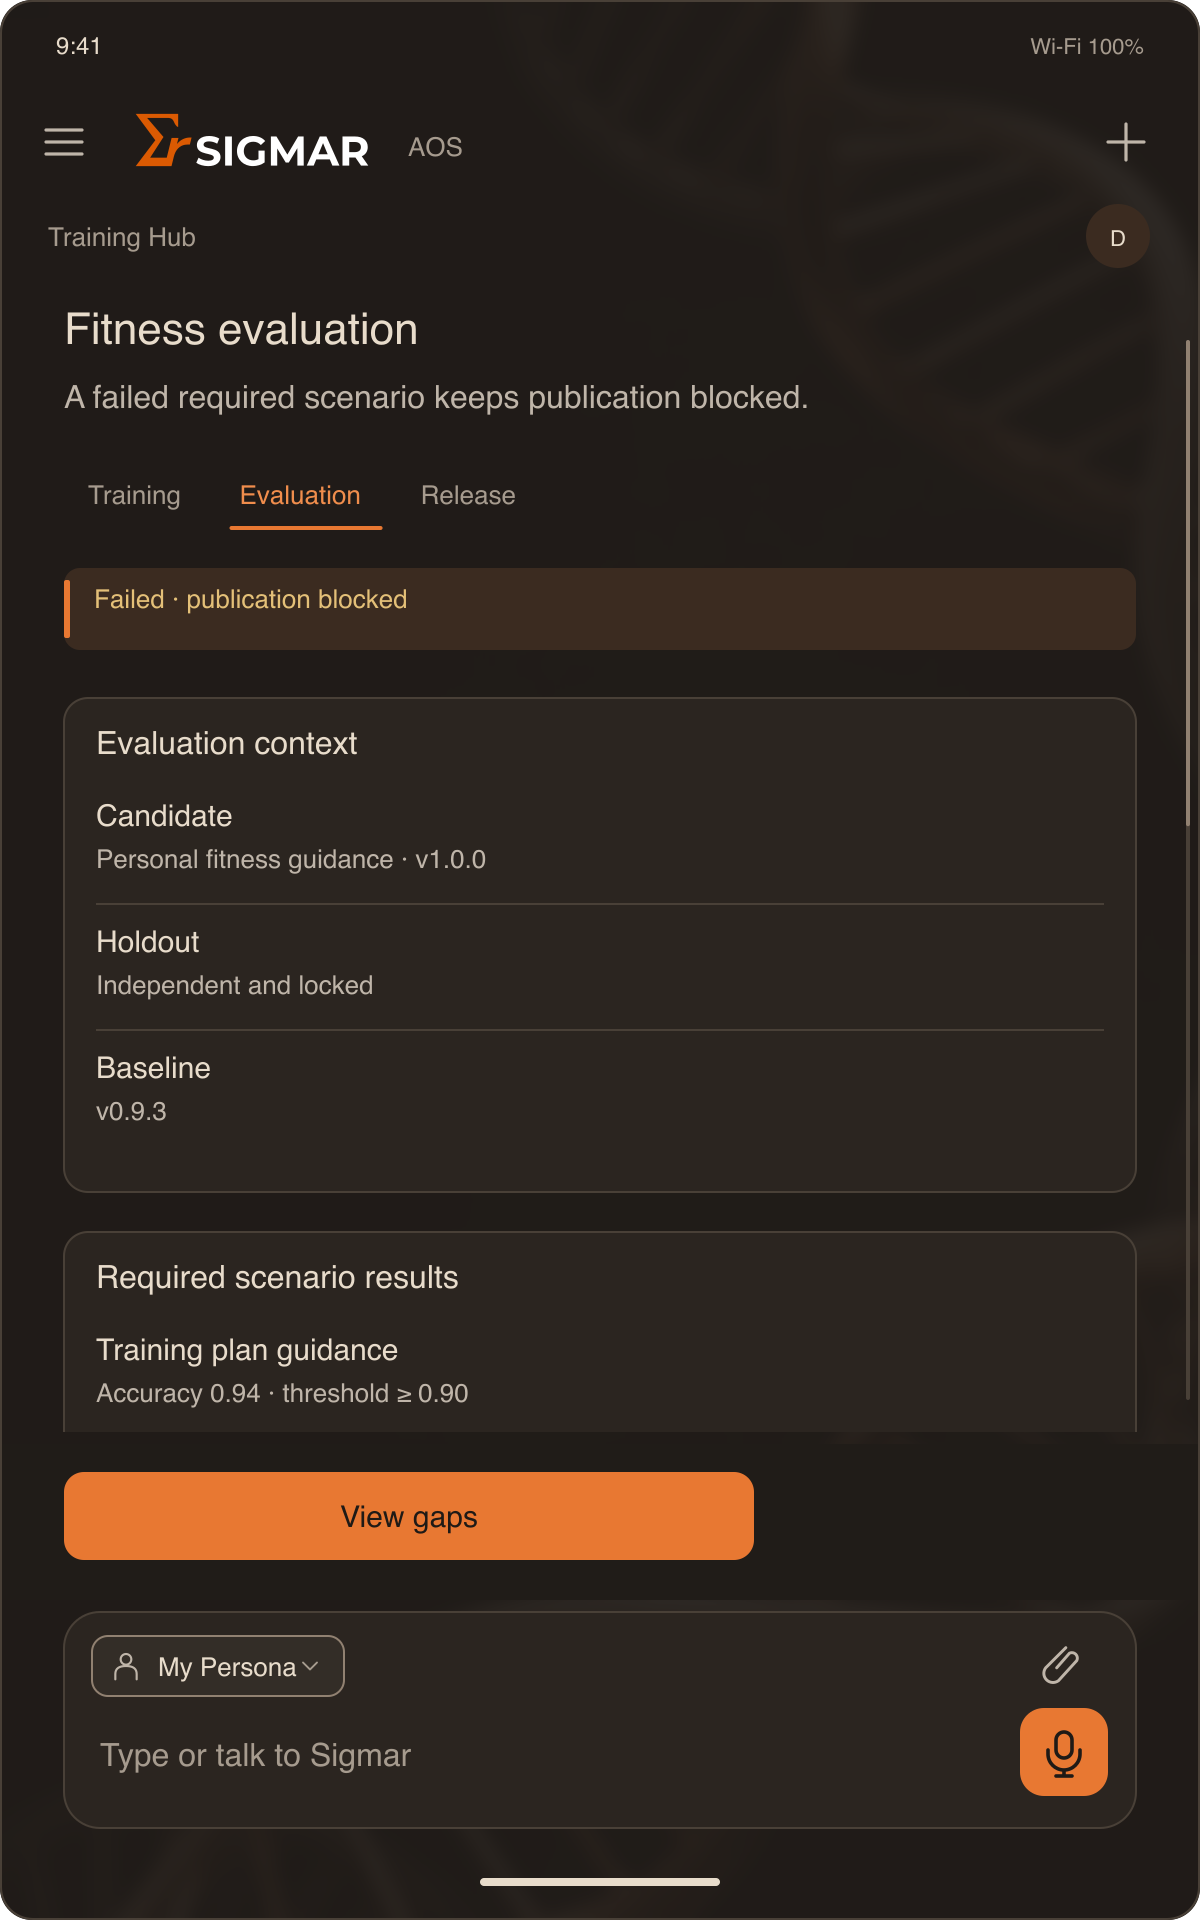 9:41
Wi-Fi 100%
Σr SIGMAR AOS
Training Hub
D
Fitness evaluation
A failed required scenario keeps publication blocked.
Training Evaluation Release
Failed · publication blocked
Evaluation context
Candidate
Personal fitness guidance · v1.0.0
Holdout
Independent and locked
Baseline
v0.9.3
Required scenario results
Training plan guidance
Accuracy 0.94 · threshold ≥ 0.90
View gaps
My Persona
Type or talk to Sigmar